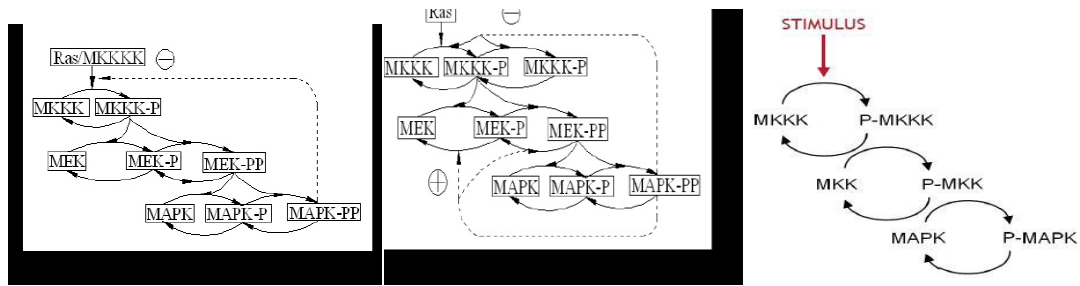 Ras/MKKKK
MKKK MKKK-P
MEK MEK-P MEK-PP
MAPK MAPK-P MAPK-PP
Ras
MKKK MKKK-P MKKK-P
MEK MEK-P MEK-PP
MAPK MAPK-P MAPK-PP
STIMULUS
MKKK P-MKKK
MKK P-MKK
MAPK P-MAPK